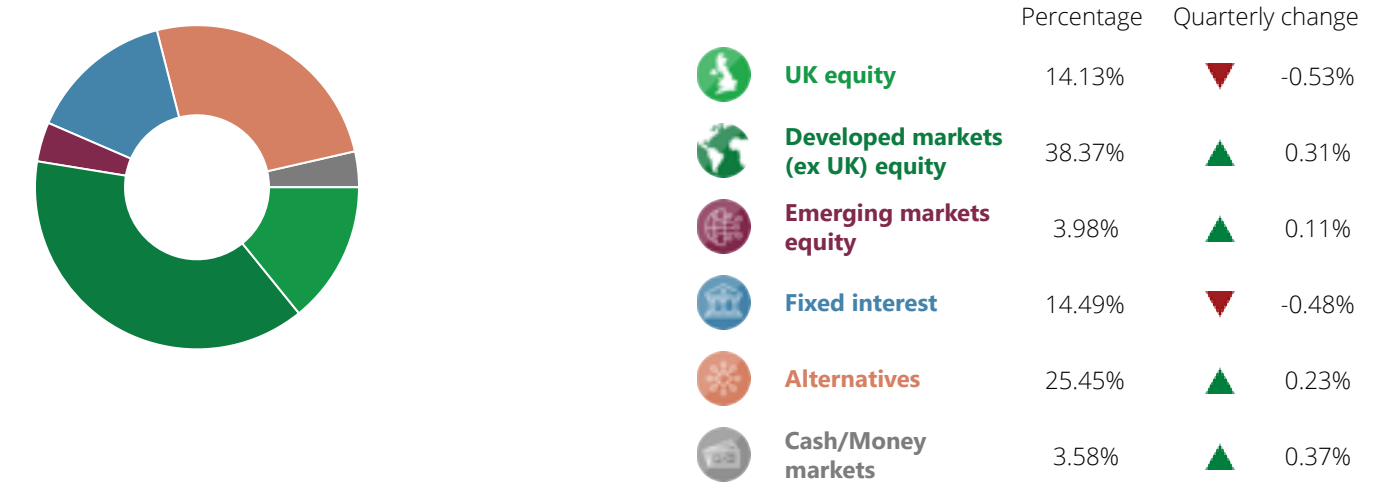 Percentage Quarterly change
UK equity 14.13% -0.53%
Developed markets
(ex UK) equity 38.37% 0.31%
Emerging markets
equity 3.98% 0.11%
Fixed interest 14.49% -0.48%
Alternatives 25.45% 0.23%
Cash/Money
markets 3.58% 0.37%